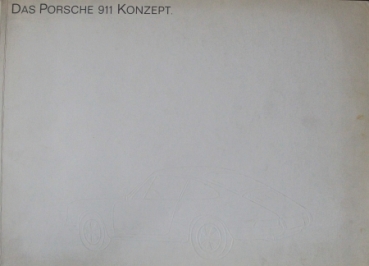 DAS PORSCHE 911 KONZEPT.